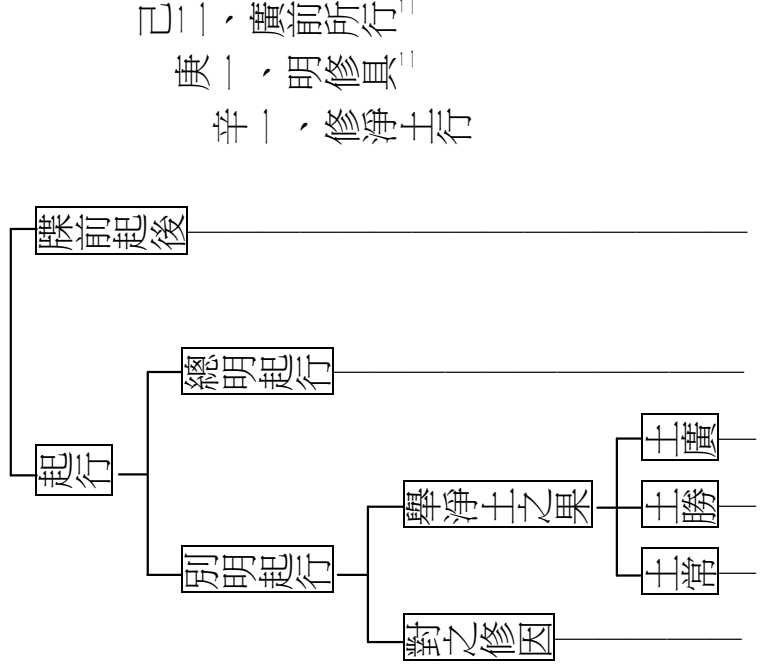 己二、廣前所行二
庚一、明修具二
辛一、修淨土行
牒前起後
起行
總明起行
別明起行
舉淨土之果
土廣
土勝
土常
對之修因